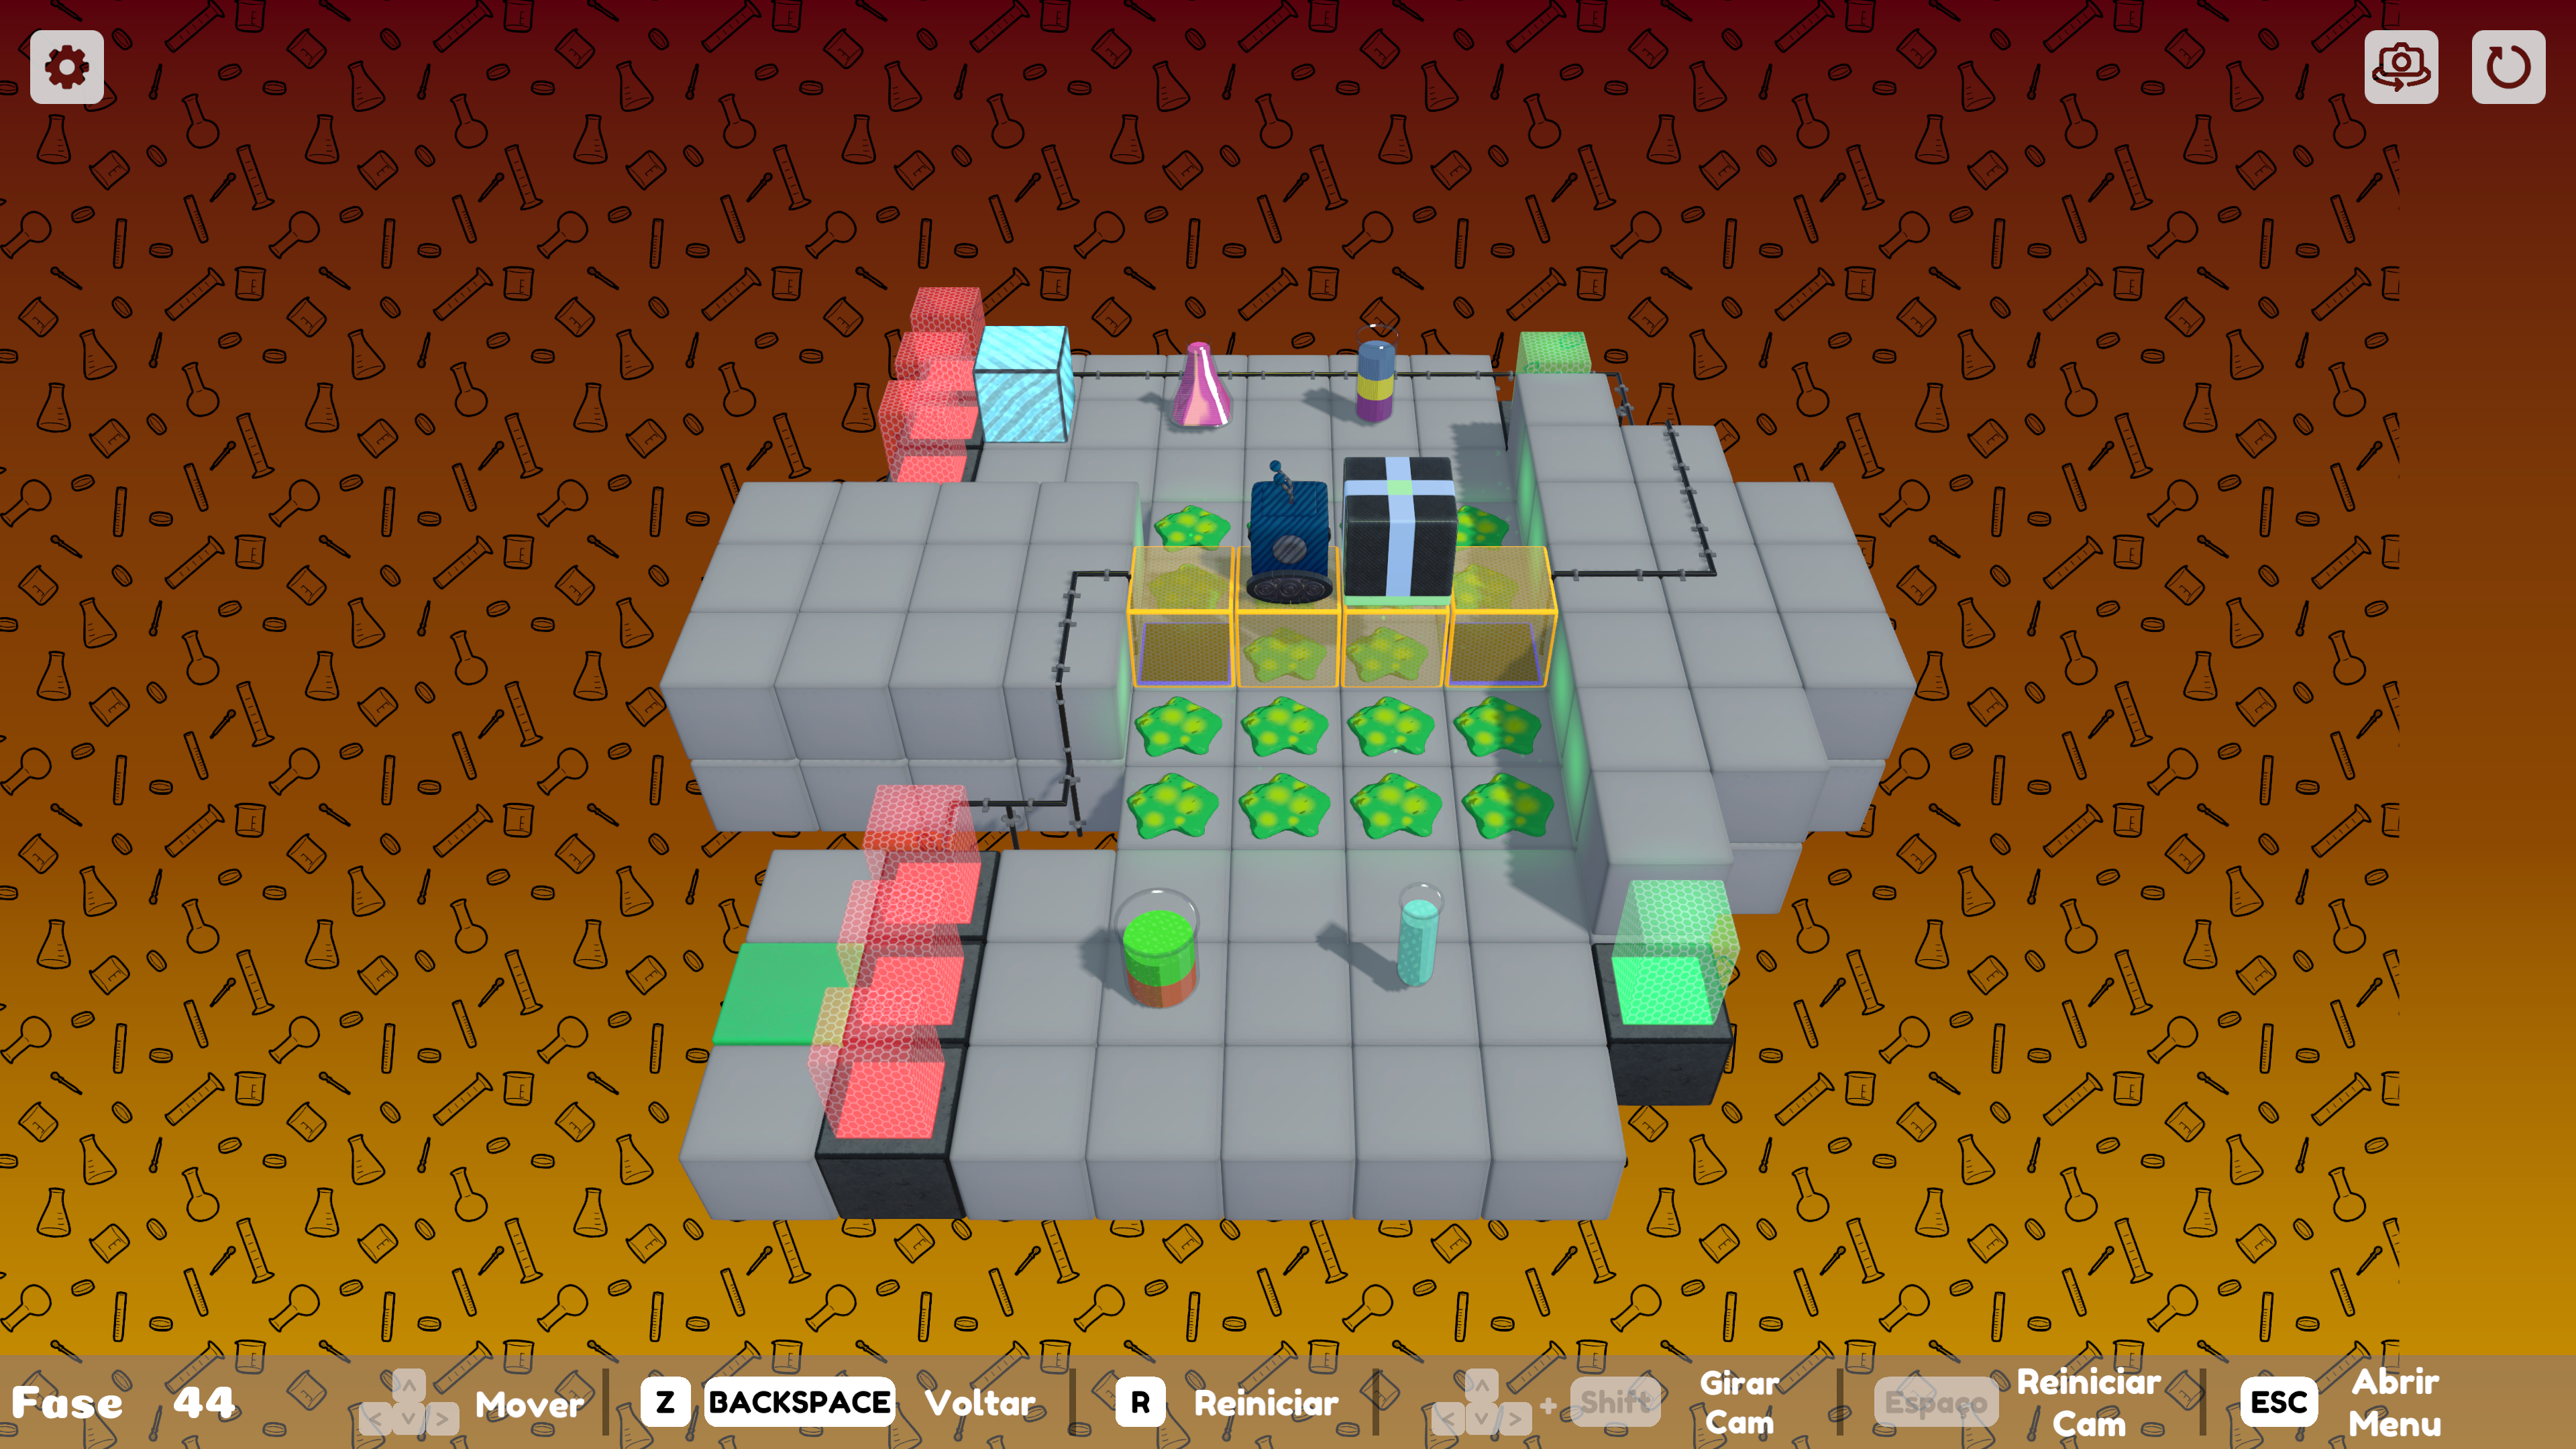 Fase 44
Mover
Z BACKSPACE Voltar
R Reiniciar
+ Shift Girar Cam
Espaço Reiniciar Cam
ESC Abrir Menu